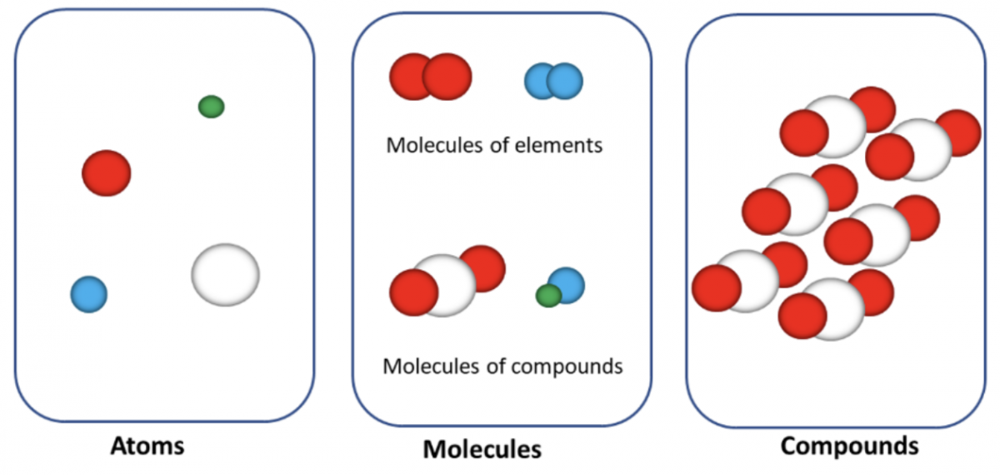 Molecules of elements
Molecules of compounds
Atoms
Molecules
Compounds